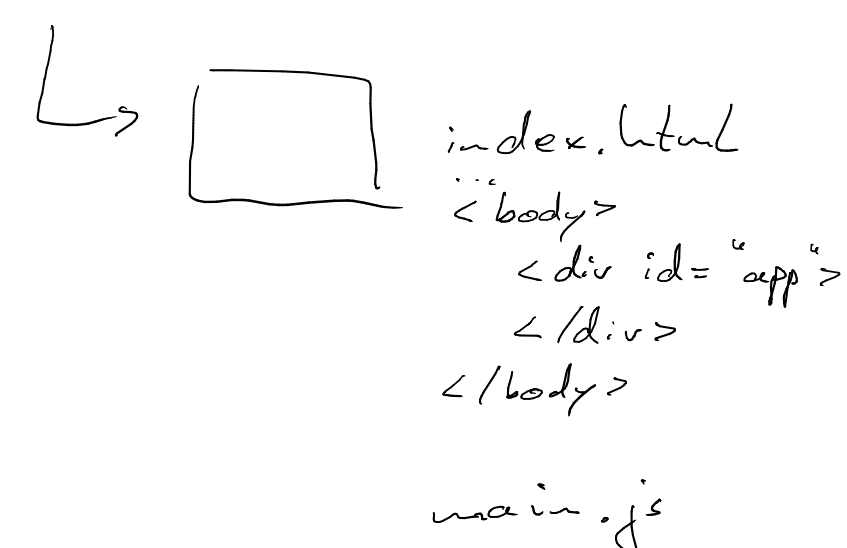 index.html
...
<body>
<div id="app">
</div>
</body>
main.js